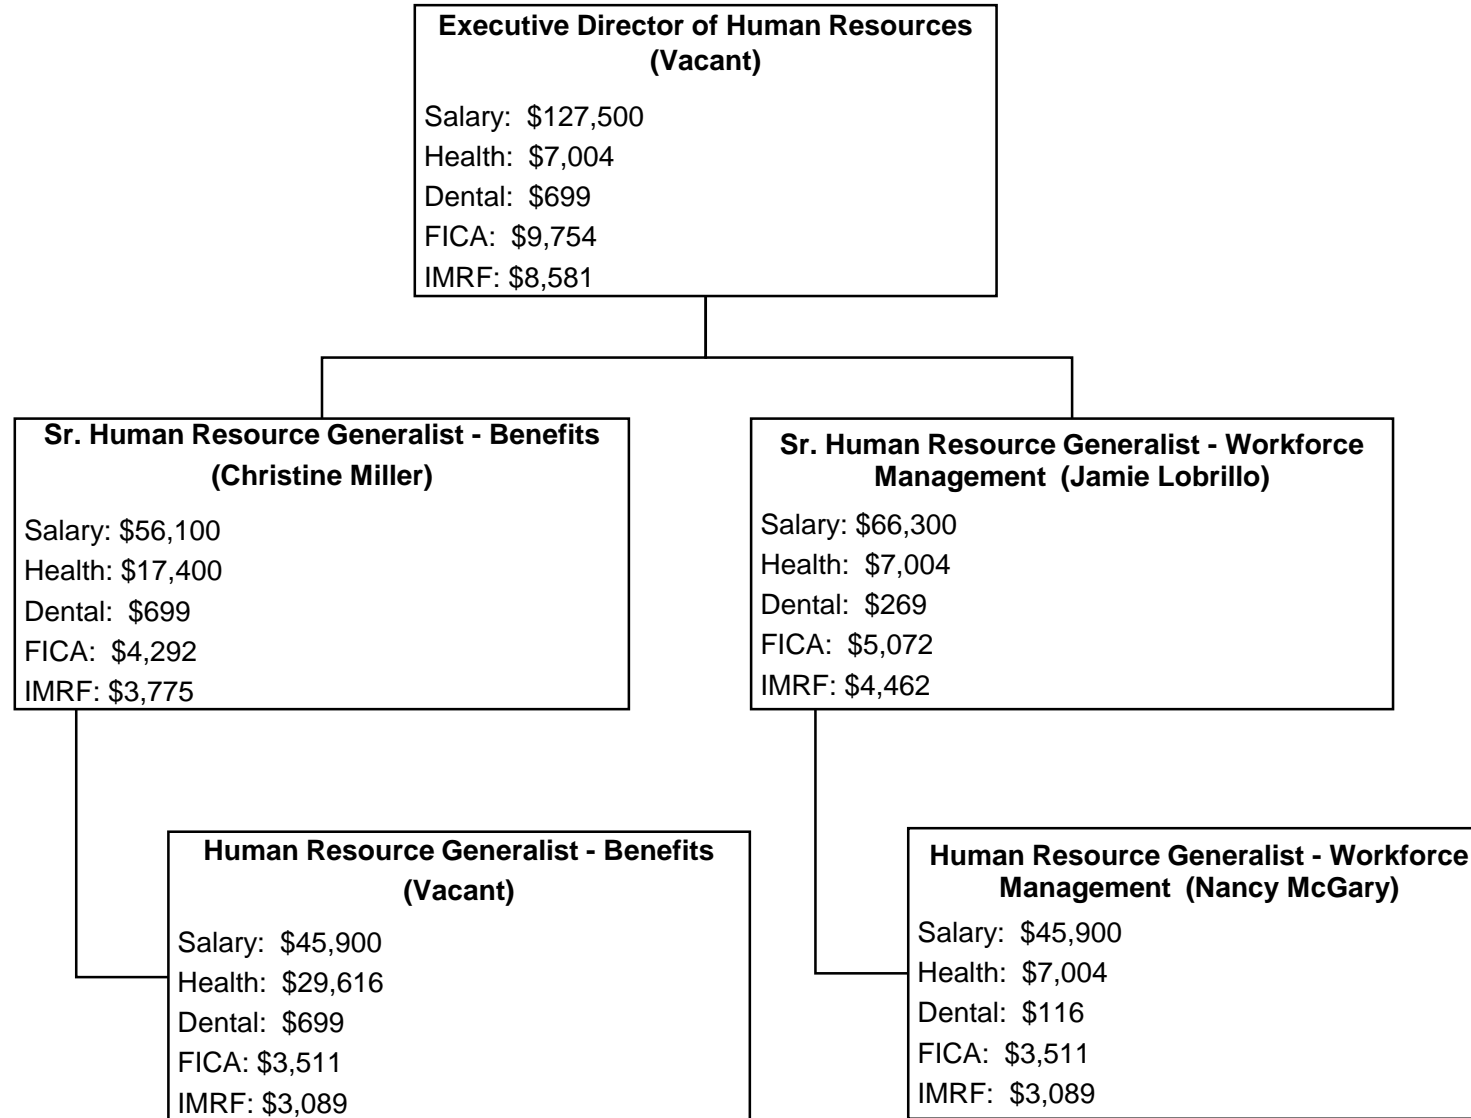 Executive Director of Human Resources
(Vacant)
Salary: $127,500
Health: $7,004
Dental: $699
FICA: $9,754
IMRF: $8,581
Sr. Human Resource Generalist - Benefits
(Christine Miller)
Salary: $56,100
Health: $17,400
Dental: $699
FICA: $4,292
IMRF: $3,775
Sr. Human Resource Generalist - Workforce
Management (Jamie Lobrillo)
Salary: $66,300
Health: $7,004
Dental: $269
FICA: $5,072
IMRF: $4,462
Human Resource Generalist - Benefits
(Vacant)
Salary: $45,900
Health: $29,616
Dental: $699
FICA: $3,511
IMRF: $3,089
Human Resource Generalist - Workforce
Management (Nancy McGary)
Salary: $45,900
Health: $7,004
Dental: $116
FICA: $3,511
IMRF: $3,089